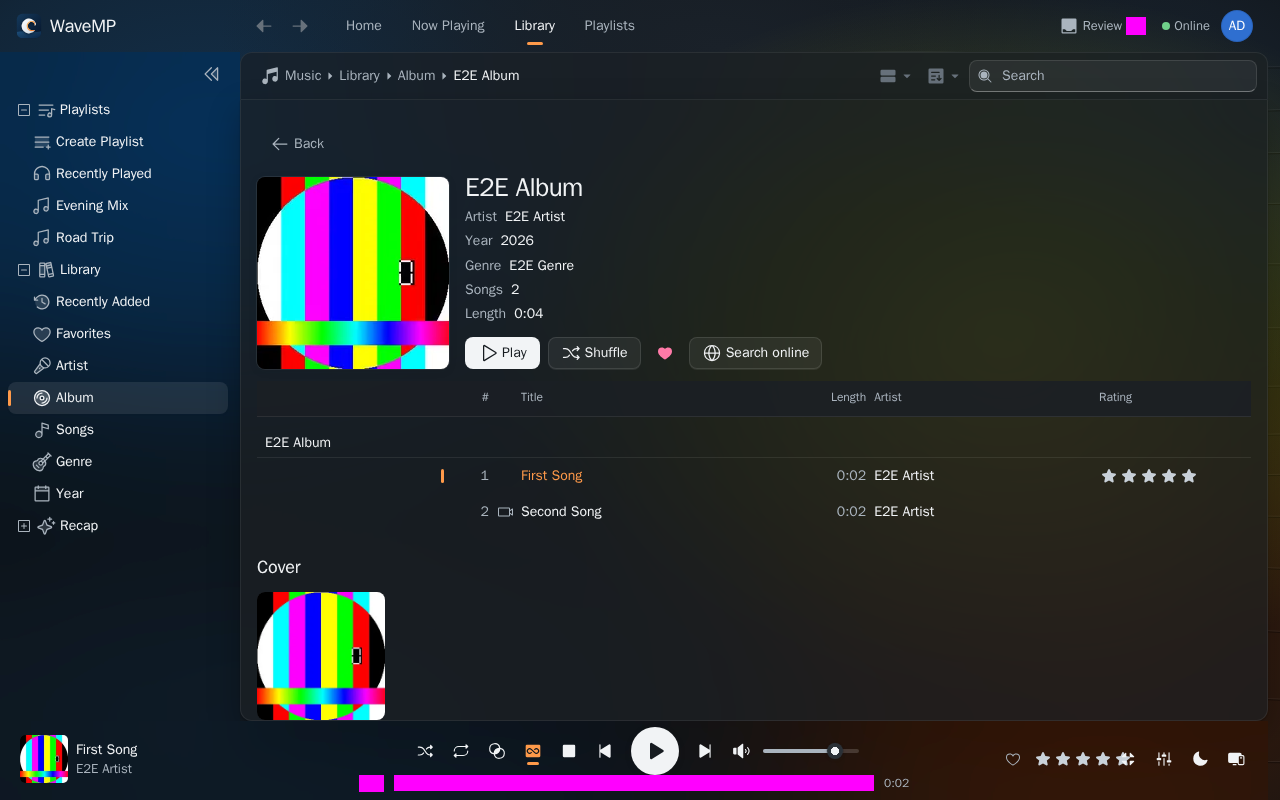 WaveMP
Home
Now Playing
Library
Playlists
Review
Online
AD
Music
Library
Album
E2E Album
Search
Playlists
Create Playlist
Recently Played
Evening Mix
Road Trip
Library
Recently Added
Favorites
Artist
Album
Songs
Genre
Year
Recap
Back
E2E Album
Artist E2E Artist
Year 2026
Genre E2E Genre
Songs 2
Length 0:04
Play
Shuffle
Search online
# Title Length Artist Rating
E2E Album
1 First Song 0:02 E2E Artist
2 Second Song 0:02 E2E Artist
Cover
First Song
E2E Artist
0:02